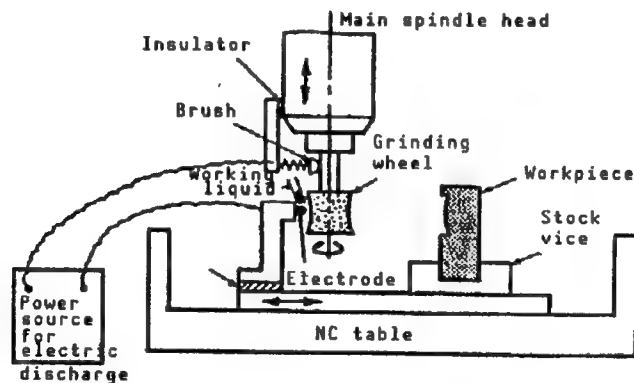 Main spindle head
Insulator
Brush
Grinding
wheel
Working
liquid
Workpiece
Stock
vice
Electrode
Power
source
for
electric
discharge
NC table